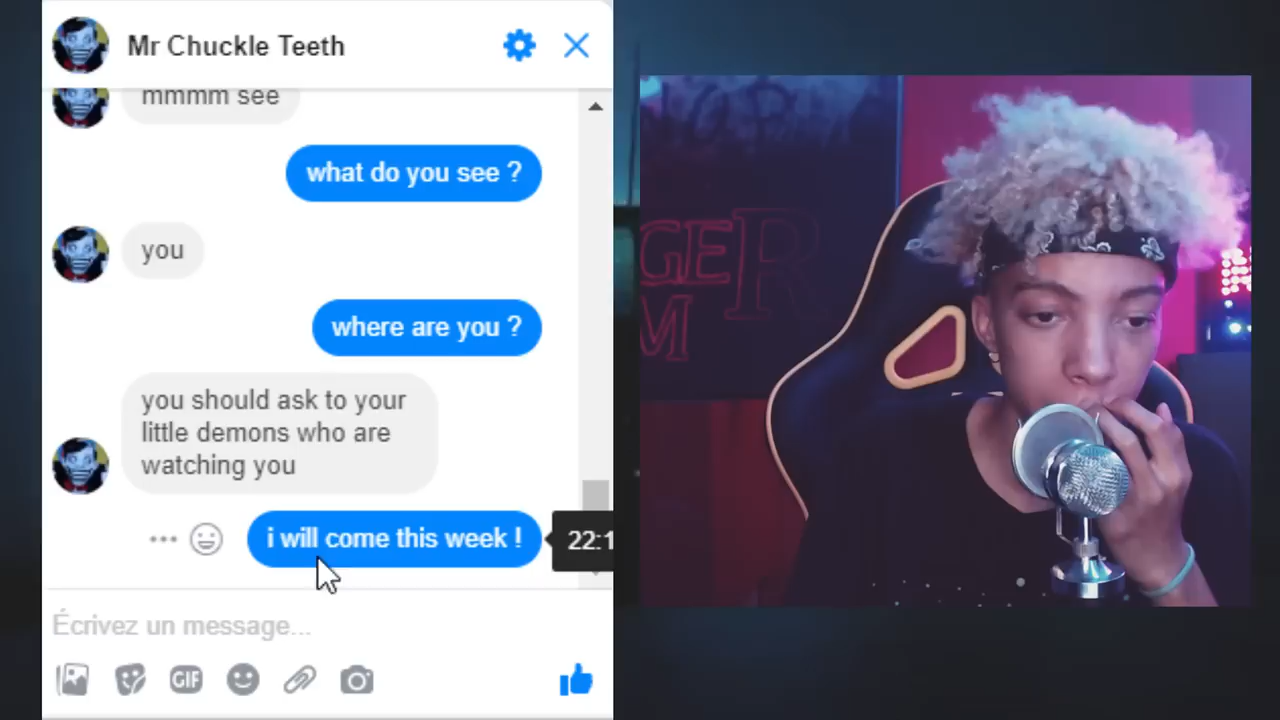 Mr Chuckle Teeth
mmmm see
what do you see ?
you
where are you ?
you should ask to your
little demons who are
watching you
i will come this week !
22:1
Écrivez un message...
GIF
GE R
M